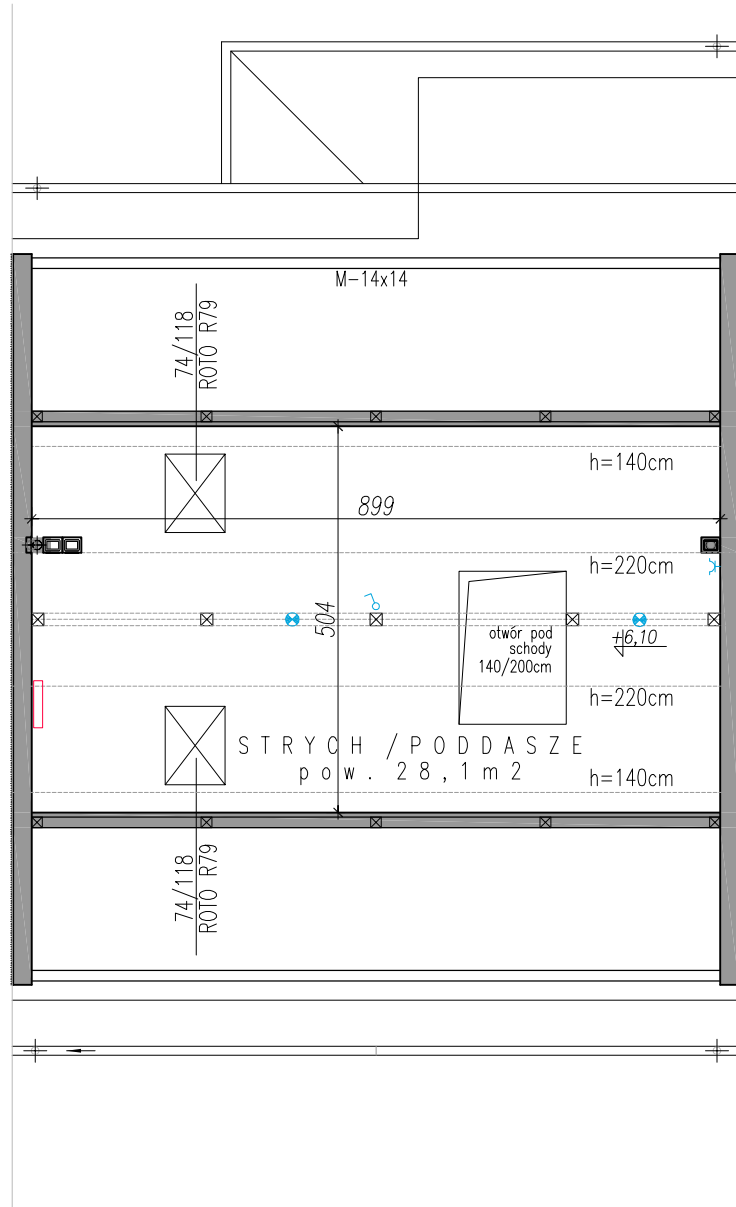 M-14x14
74/118
ROTO R79
h=140cm
899
h=220cm
504
otwór pod
schody
140/200cm
+6,10
h=220cm
STRYCH /PODDASZE
pow. 28,1m2
h=140cm
74/118
ROTO R79